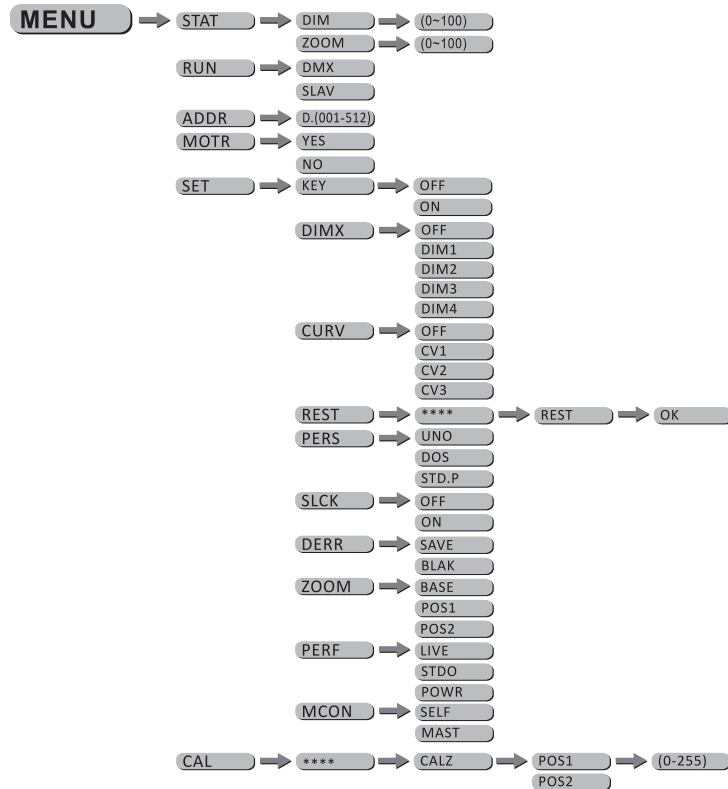 MENU STAT DIM (0~100)
ZOOM (0~100)
RUN DMX
SLAV
ADDR D.(001-512)
MOTR YES
NO
SET KEY OFF
ON
DIMX OFF
DIM1
DIM2
DIM3
DIM4
CURV OFF
CV1
CV2
CV3
REST **** REST OK
PERS UNO
DOS
STD.P
SLCK OFF
ON
DERR SAVE
BLAK
ZOOM BASE
POS1
POS2
PERF LIVE
STDO
POWR
MCON SELF
MAST
CAL **** CALZ POS1 (0-255)
POS2